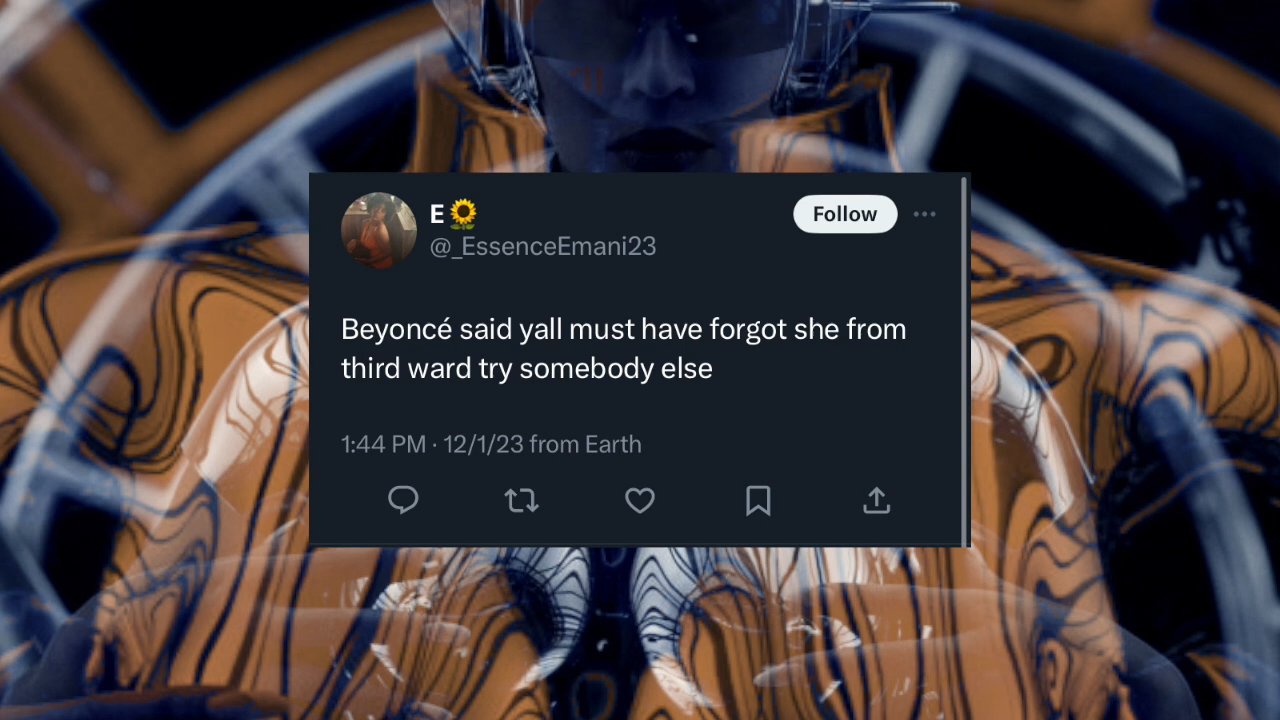 E🌻
@_EssenceEmani23
Follow
Beyoncé said yall must have forgot she from
third ward try somebody else
1:44 PM · 12/1/23 from Earth